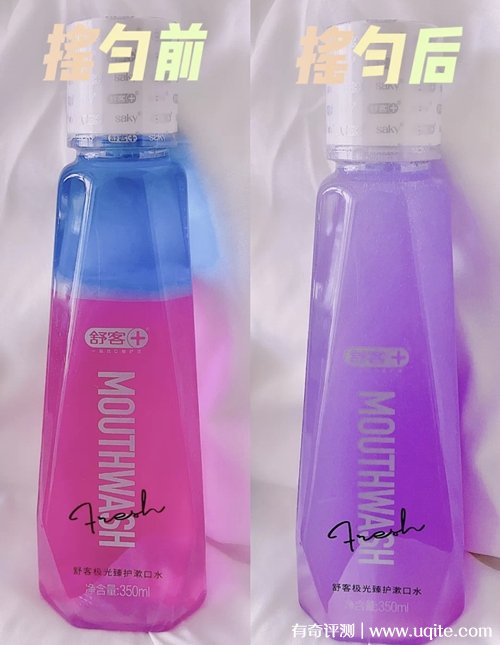 摇匀前
摇匀后
saky
saky
舒客
舒客
MOUTHWASH
MOUTHWASH
Fresh
Fresh
舒客极光臻护漱口水
舒客极光臻护漱口水
净含量:350ml
净含量:350ml
有奇评测 | www.uqite.com